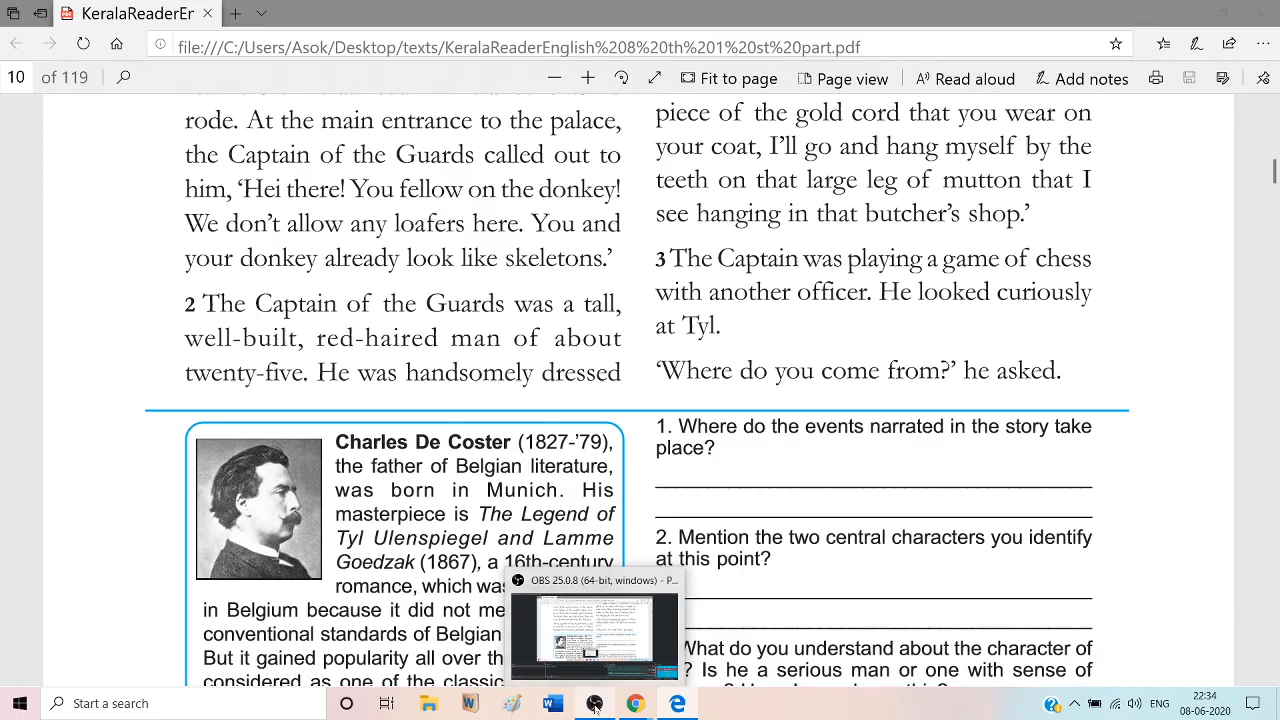 KeralaReaderEn
file:///C:/Users/Asok/Desktop/texts/KeralaReaderEnglish%208%20th%201%20st%20part.pdf
10 of 119
Fit to page
Page view
Read aloud
Add notes
rode. At the main entrance to the palace,
the Captain of the Guards called out to
him, ‘Hei there! You fellow on the donkey!
We don’t allow any loafers here. You and
your donkey already look like skeletons.’
2 The Captain of the Guards was a tall,
well-built, red-haired man of about
twenty-five. He was handsomely dressed
piece of the gold cord that you wear on
your coat, I’ll go and hang myself by the
teeth on that large leg of mutton that I
see hanging in that butcher’s shop.’
3 The Captain was playing a game of chess
with another officer. He looked curiously
at Tyl.
‘Where do you come from?’ he asked.
Charles De Coster (1827-’79),
the father of Belgian literature,
was born in Munich. His
masterpiece is The Legend of
Tyl Ulenspiegel and Lamme
Goedzak (1867), a 16th-century
romance, which was
in Belgium it did not me
convention ards of Belgian
But it gained popularity all over th
considered as of the classic
1. Where do the events narrated in the story take
place?
2. Mention the two central characters you identify
at this point?
What do you understand about the character of
? Is he a serious man or one with sense of
OBS 25.0.8 (64-bit, windows) - P...
Type here to search
ENG
22:34
08-06-2020